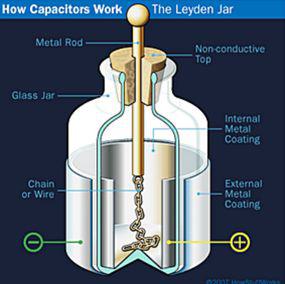 How Capacitors Work
The Leyden Jar
Metal Rod
Non-conductive
Top
Glass Jar
Internal
Metal
Coating
Chain
or Wire
External
Metal
Coating
−
+
©2007 HowStuffWorks